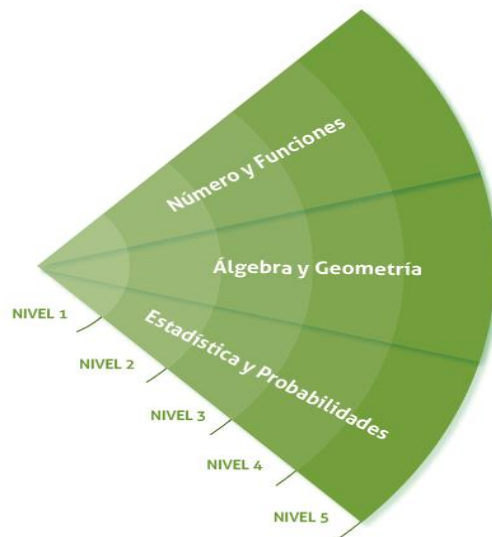 Número y Funciones
Álgebra y Geometría
Estadística y Probabilidades
NIVEL 1
NIVEL 2
NIVEL 3
NIVEL 4
NIVEL 5